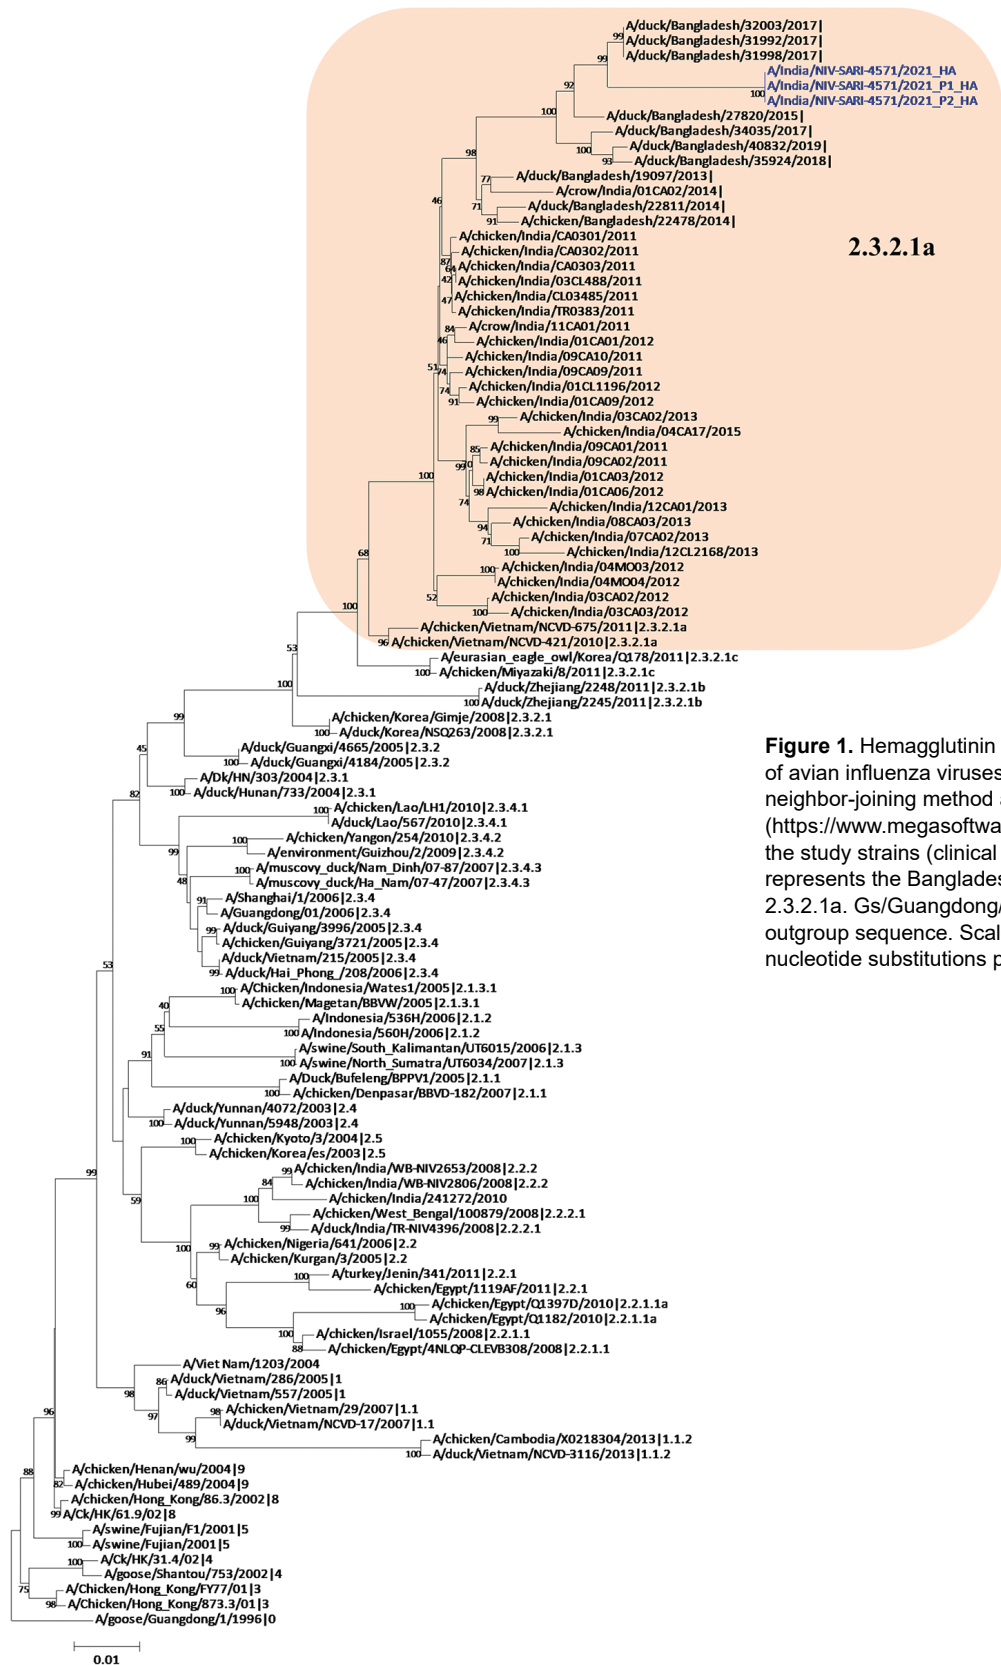 A/duck/Bangladesh/32003/2017|
A/duck/Bangladesh/31992/2017|
A/duck/Bangladesh/31998/2017|
A/India/NIV-SARI-4571/2021_HA
A/India/NIV-SARI-4571/2021_P1_HA
A/India/NIV-SARI-4571/2021_P2_HA
A/duck/Bangladesh/27820/2015|
A/duck/Bangladesh/34035/2017|
A/duck/Bangladesh/40832/2019|
A/duck/Bangladesh/35924/2018|
A/duck/Bangladesh/19097/2013|
A/crow/India/01CA02/2014|
A/duck/Bangladesh/22811/2014|
A/chicken/Bangladesh/22478/2014|
A/chicken/India/CA0301/2011
A/chicken/India/CA0302/2011
2.3.2.1a
A/chicken/India/CA0303/2011
A/chicken/India/03CL488/2011
A/chicken/India/CL03485/2011
A/chicken/India/TR0383/2011
A/crow/India/11CA01/2011
A/chicken/India/01CA01/2012
A/chicken/India/09CA10/2011
A/chicken/India/09CA09/2011
A/chicken/India/01CL1196/2012
A/chicken/India/01CA09/2012
A/chicken/India/03CA02/2013
A/chicken/India/04CA17/2015
A/chicken/India/09CA01/2011
A/chicken/India/09CA02/2011
A/chicken/India/01CA03/2012
A/chicken/India/01CA06/2012
A/chicken/India/12CA01/2013
A/chicken/India/08CA03/2013
A/chicken/India/07CA02/2013
A/chicken/India/12CL2168/2013
A/chicken/India/04MO03/2012
A/chicken/India/04MO04/2012
A/chicken/India/03CA02/2012
A/chicken/India/03CA03/2012
A/chicken/Vietnam/NCVD-675/2011|2.3.2.1a
A/chicken/Vietnam/NCVD-421/2010|2.3.2.1a
A/eurasian_eagle_owl/Korea/Q178/2011|2.3.2.1c
A/chicken/Miyazaki/8/2011|2.3.2.1c
A/duck/Zhejiang/2248/2011|2.3.2.1b
A/duck/Zhejiang/2245/2011|2.3.2.1b
A/chicken/Korea/Gimje/2008|2.3.2.1
A/duck/Korea/NSQ263/2008|2.3.2.1
A/duck/Guangxi/4665/2005|2.3.2
A/duck/Guangxi/4184/2005|2.3.2
A/Dk/HN/303/2004|2.3.1
A/duck/Hunan/733/2004|2.3.1
A/chicken/Lao/LH1/2010|2.3.4.1
A/duck/Lao/567/2010|2.3.4.1
A/chicken/Yangon/254/2010|2.3.4.2
A/environment/Guizhou/2/2009|2.3.4.2
A/muscovy_duck/Nam_Dinh/07-87/2007|2.3.4.3
A/muscovy_duck/Ha_Nam/07-47/2007|2.3.4.3
A/Shanghai/1/2006|2.3.4
A/Guangdong/01/2006|2.3.4
A/duck/Guiyang/3996/2005|2.3.4
A/chicken/Guiyang/3721/2005|2.3.4
A/duck/Vietnam/215/2005|2.3.4
A/duck/Hai_Phong_/208/2006|2.3.4
A/Chicken/Indonesia/Wates1/2005|2.1.3.1
A/chicken/Magetan/BBVW/2005|2.1.3.1
A/Indonesia/536H/2006|2.1.2
A/Indonesia/560H/2006|2.1.2
A/swine/South_Kalimantan/UT6015/2006|2.1.3
A/swine/North_Sumatra/UT6034/2007|2.1.3
A/Duck/Bufeleng/BPPV1/2005|2.1.1
A/chicken/Denpasar/BBVD-182/2007|2.1.1
A/duck/Yunnan/4072/2003|2.4
A/duck/Yunnan/5948/2003|2.4
A/chicken/Kyoto/3/2004|2.5
A/chicken/Korea/es/2003|2.5
A/chicken/India/WB-NIV2653/2008|2.2.2
A/chicken/India/WB-NIV2806/2008|2.2.2
A/chicken/India/241272/2010
A/chicken/West_Bengal/100879/2008|2.2.2.1
A/duck/India/TR-NIV4396/2008|2.2.2.1
A/chicken/Nigeria/641/2006|2.2
A/chicken/Kurgan/3/2005|2.2
A/turkey/Jenin/341/2011|2.2.1
A/chicken/Egypt/1119AF/2011|2.2.1
A/chicken/Egypt/Q1397D/2010|2.2.1.1a
A/chicken/Egypt/Q1182/2010|2.2.1.1a
A/chicken/Israel/1055/2008|2.2.1.1
A/chicken/Egypt/4NLQP-CLEVB308/2008|2.2.1.1
A/Viet Nam/1203/2004
A/duck/Vietnam/286/2005|1
A/duck/Vietnam/557/2005|1
A/chicken/Vietnam/29/2007|1.1
A/duck/Vietnam/NCVD-17/2007|1.1
A/chicken/Cambodia/X0218304/2013|1.1.2
A/duck/Vietnam/NCVD-3116/2013|1.1.2
A/chicken/Henan/wu/2004|9
A/chicken/Hubei/489/2004|9
A/chicken/Hong_Kong/86.3/2002|8
A/Ck/HK/61.9/02|8
A/swine/Fujian/F1/2001|5
A/swine/Fujian/2001|5
A/Ck/HK/31.4/02|4
A/goose/Shantou/753/2002|4
A/Chicken/Hong_Kong/FY77/01|3
A/Chicken/Hong_Kong/873.3/01|3
A/goose/Guangdong/1/1996|0
0.01
Figure 1. Hemagglutinin
of avian influenza viruses
neighbor-joining method a
(https://www.megasoftwa
the study strains (clinical
represents the Banglades
2.3.2.1a. Gs/Guangdong/
outgroup sequence. Scal
nucleotide substitutions p